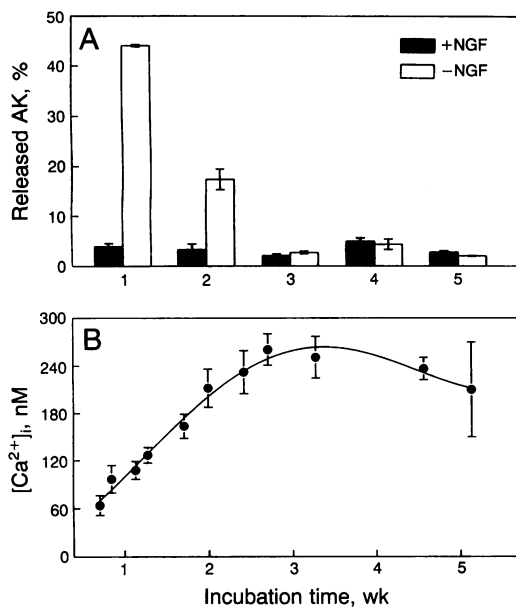 A
+NGF
−NGF
Released AK, %
50
40
30
20
10
0
1 2 3 4 5
B
[Ca²⁺]ᵢ, nM
300
240
180
120
60
0
1 2 3 4 5
Incubation time, wk